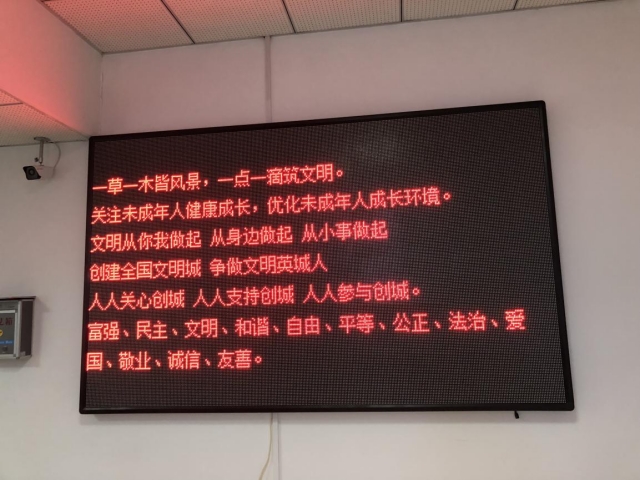 一草一木皆风景，一点一滴筑文明。
关注未成年人健康成长，优化未成年人成长环境。
文明从你我做起 从身边做起 从小事做起
创建全国文明城 争做文明英城人
人人关心创城 人人支持创城 人人参与创城。
富强、民主、文明、和谐、自由、平等、公正、法治、爱
国、敬业、诚信、友善。